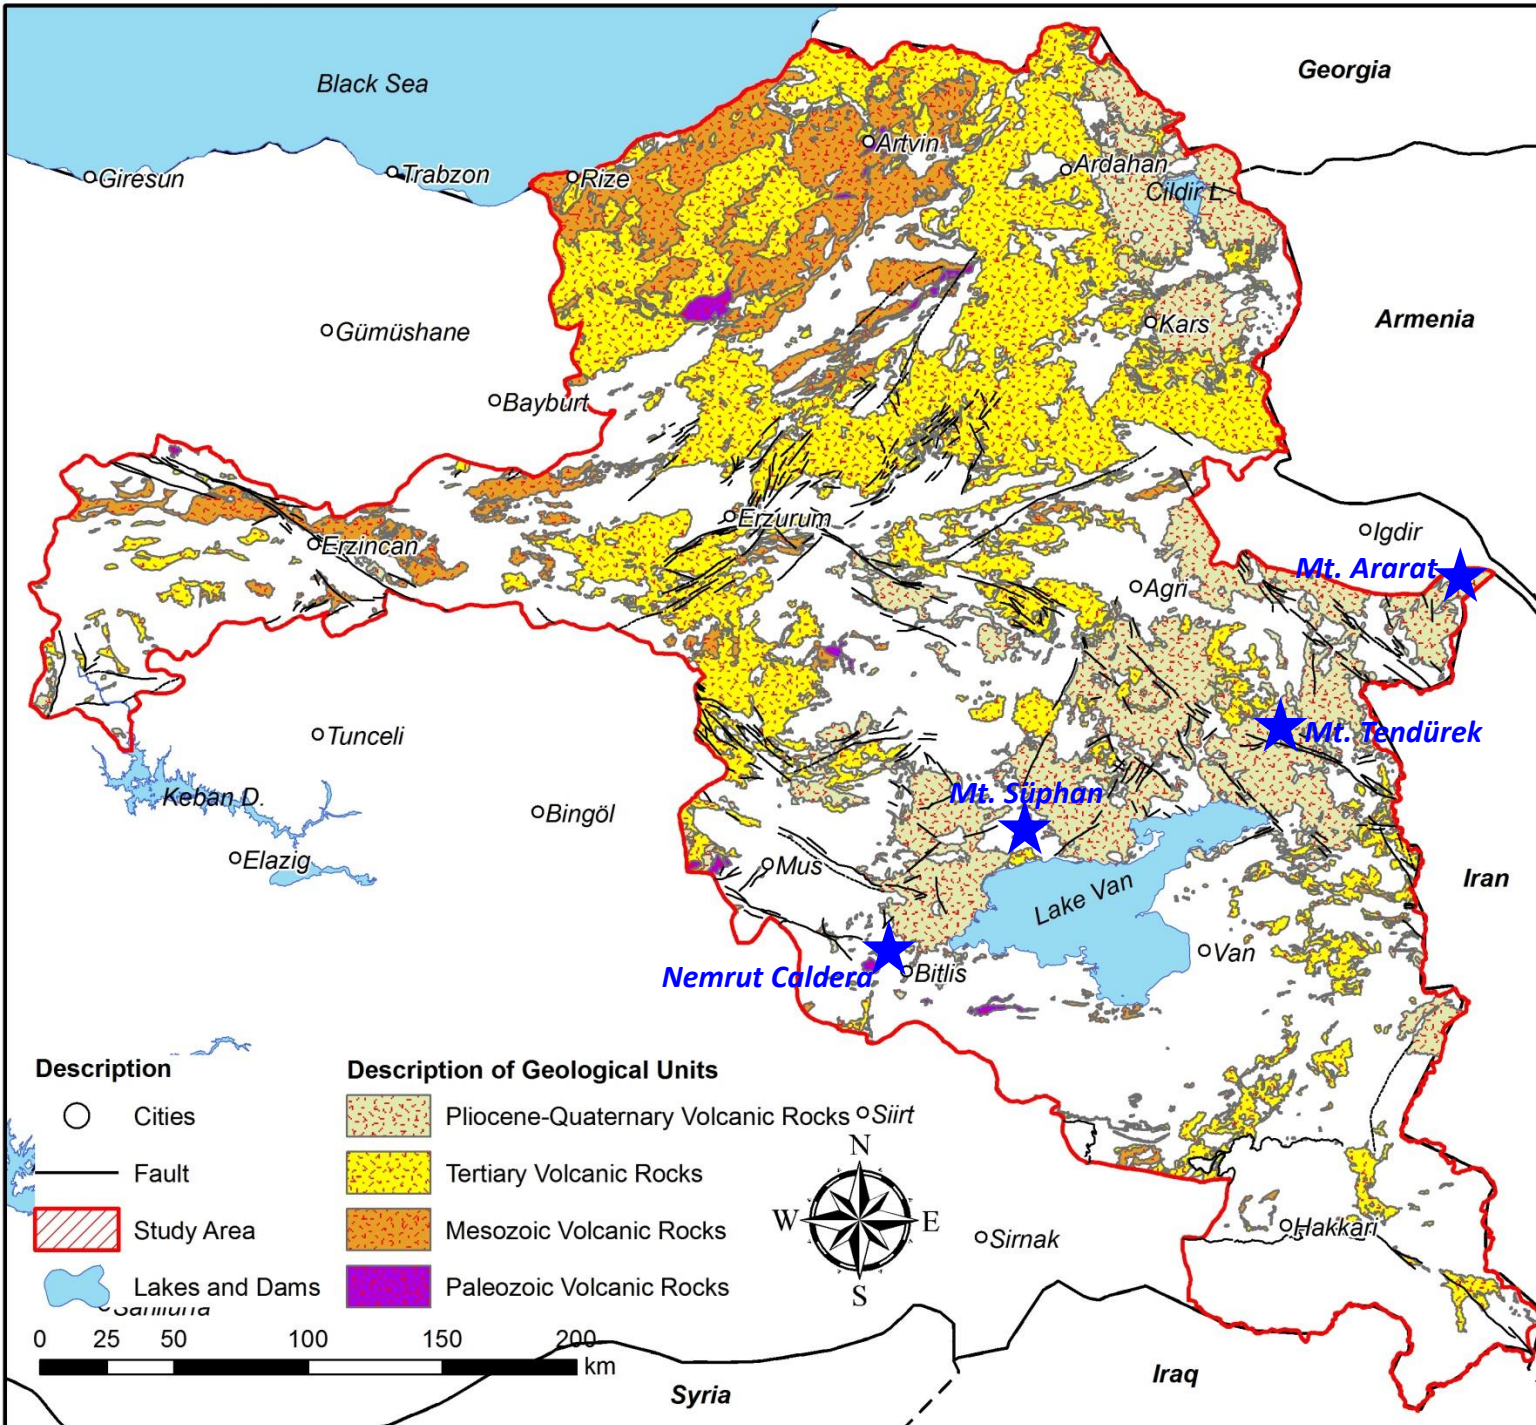 Black Sea
Georgia
Giresun
Trabzon
Rize
Artvin
Ardahan
Cildir L.
Gümüshane
Kars
Armenia
Bayburt
Erzurum
Igdir
Erzincan
Mt. Ararat
Agri
Tunceli
Mt. Tendürek
Keban D.
Mt. Süphan
Bingöl
Elazig
Mus
Lake Van
Iran
Van
Nemrut Caldera
Bitlis
Description
Cities
Fault
Study Area
Lakes and Dams
Description of Geological Units
Pliocene-Quaternary Volcanic Rocks
Tertiary Volcanic Rocks
Mesozoic Volcanic Rocks
Paleozoic Volcanic Rocks
Siirt
N
W E
S
Sirnak
Hakkari
0 25 50 100 150 200
km
Syria
Iraq